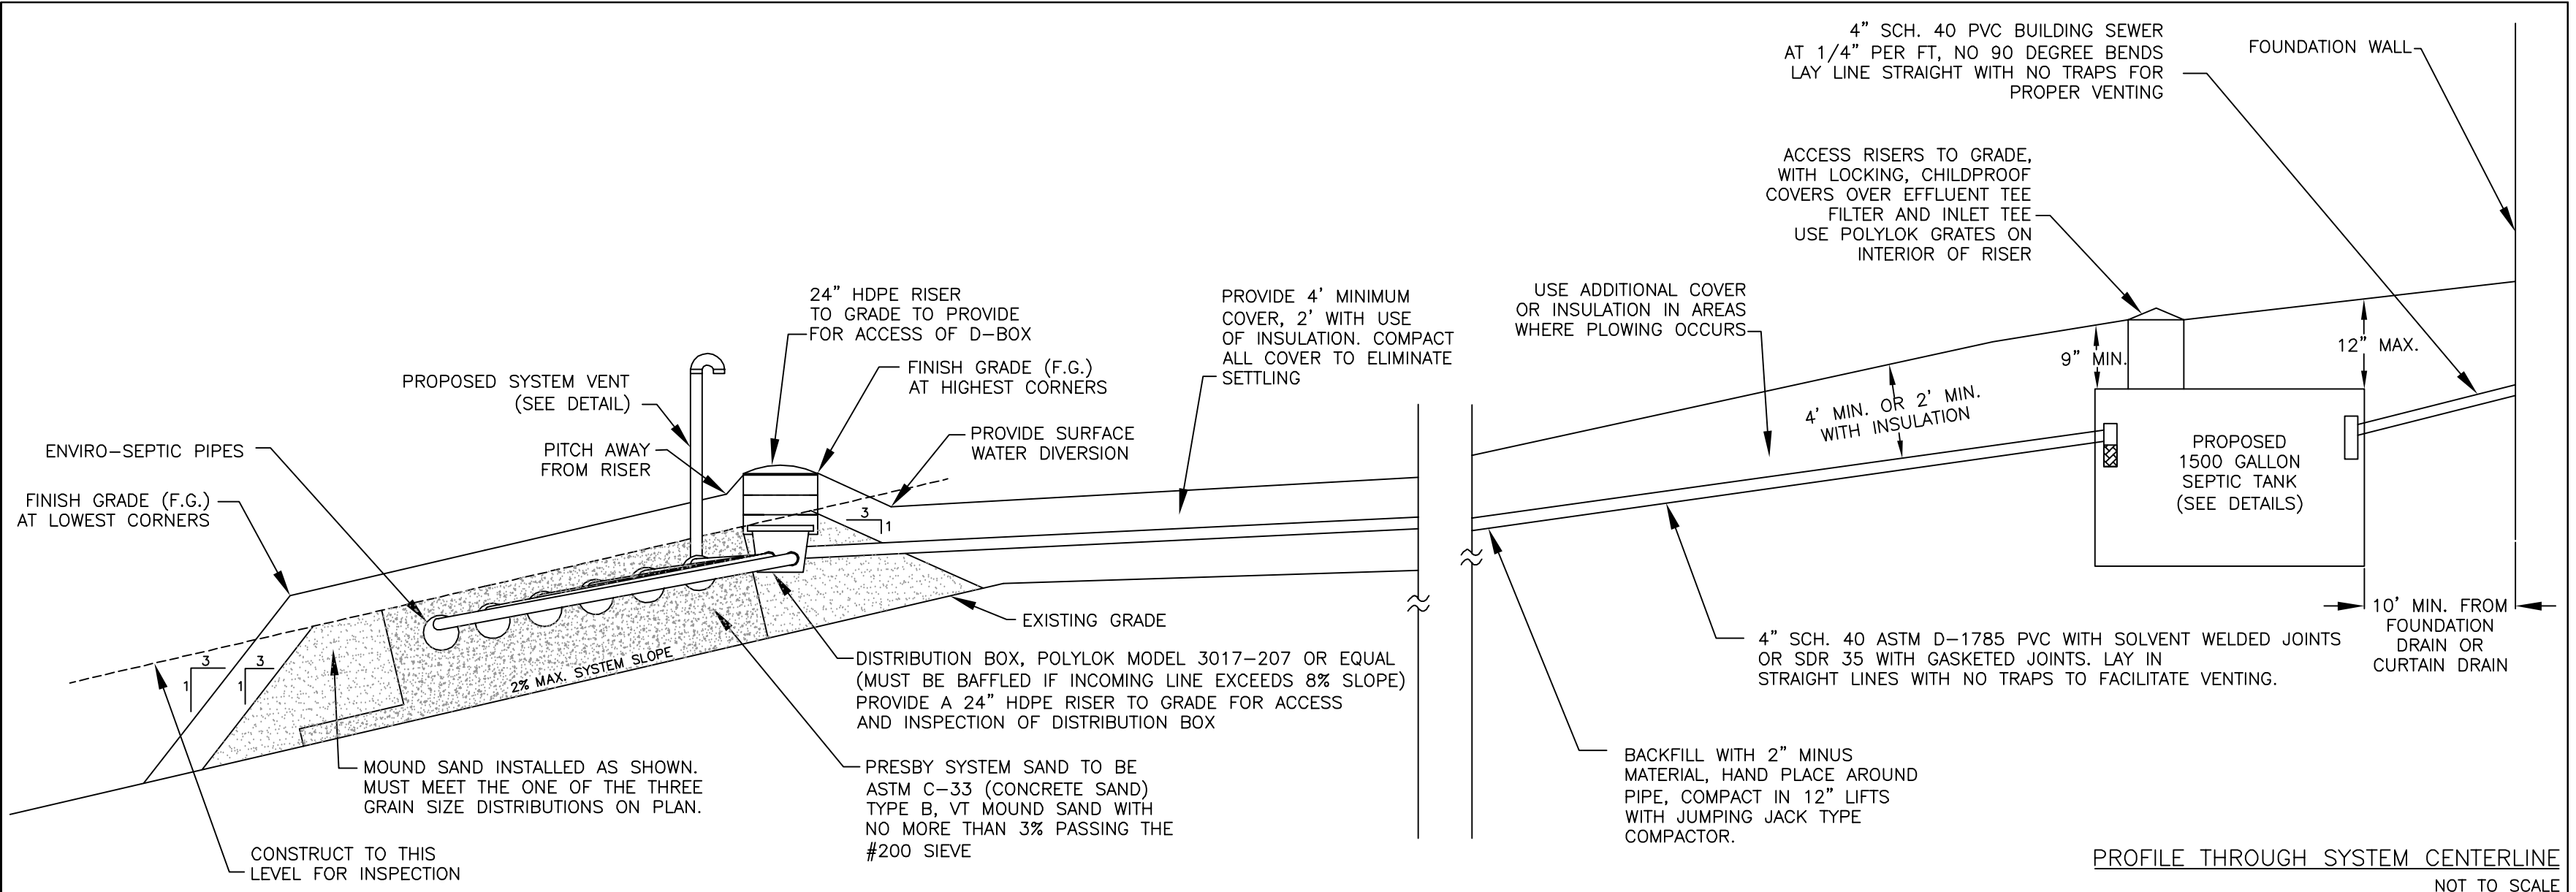 4” SCH. 40 PVC BUILDING SEWER
AT 1/4” PER FT, NO 90 DEGREE BENDS
LAY LINE STRAIGHT WITH NO TRAPS FOR
PROPER VENTING
FOUNDATION WALL
ACCESS RISERS TO GRADE,
WITH LOCKING, CHILDPROOF
COVERS OVER EFFLUENT TEE
FILTER AND INLET TEE
USE POLYLOK GRATES ON
INTERIOR OF RISER
24” HDPE RISER
TO GRADE TO PROVIDE
FOR ACCESS OF D-BOX
PROVIDE 4’ MINIMUM
COVER, 2’ WITH USE
OF INSULATION. COMPACT
ALL COVER TO ELIMINATE
SETTLING
USE ADDITIONAL COVER
OR INSULATION IN AREAS
WHERE PLOWING OCCURS
9” MIN.
12” MAX.
PROPOSED SYSTEM VENT
(SEE DETAIL)
FINISH GRADE (F.G.)
AT HIGHEST CORNERS
4’ MIN. OR 2’ MIN.
WITH INSULATION
ENVIRO-SEPTIC PIPES
PITCH AWAY
FROM RISER
PROVIDE SURFACE
WATER DIVERSION
PROPOSED
1500 GALLON
SEPTIC TANK
(SEE DETAILS)
FINISH GRADE (F.G.)
AT LOWEST CORNERS
3
1
EXISTING GRADE
10’ MIN. FROM
FOUNDATION
DRAIN OR
CURTAIN DRAIN
3
1
3
1
2% MAX. SYSTEM SLOPE
DISTRIBUTION BOX, POLYLOK MODEL 3017-207 OR EQUAL
(MUST BE BAFFLED IF INCOMING LINE EXCEEDS 8% SLOPE)
PROVIDE A 24” HDPE RISER TO GRADE FOR ACCESS
AND INSPECTION OF DISTRIBUTION BOX
4” SCH. 40 ASTM D-1785 PVC WITH SOLVENT WELDED JOINTS
OR SDR 35 WITH GASKETED JOINTS. LAY IN
STRAIGHT LINES WITH NO TRAPS TO FACILITATE VENTING.
MOUND SAND INSTALLED AS SHOWN.
MUST MEET THE ONE OF THE THREE
GRAIN SIZE DISTRIBUTIONS ON PLAN.
PRESBY SYSTEM SAND TO BE
ASTM C-33 (CONCRETE SAND)
TYPE B, VT MOUND SAND WITH
NO MORE THAN 3% PASSING THE
#200 SIEVE
BACKFILL WITH 2” MINUS
MATERIAL, HAND PLACE AROUND
PIPE, COMPACT IN 12” LIFTS
WITH JUMPING JACK TYPE
COMPACTOR.
CONSTRUCT TO THIS
LEVEL FOR INSPECTION
PROFILE THROUGH SYSTEM CENTERLINE
NOT TO SCALE